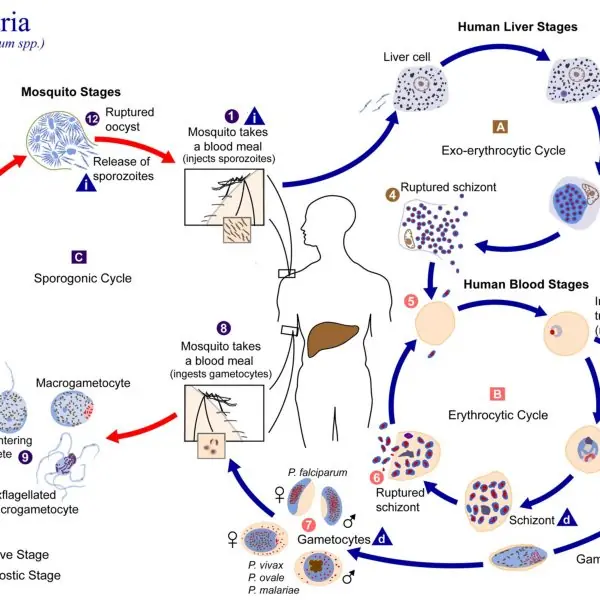 ria
um spp.)
Human Liver Stages
Liver cell
Mosquito Stages
12
Ruptured
oocyst
Release of
sporozoites
i
1
i
Mosquito takes
a blood meal
(injects sporozoites)
A
Exo-erythrocytic Cycle
4
Ruptured schizont
C
Sporogonic Cycle
5
Human Blood Stages
8
Mosquito takes
a blood meal
(ingests gametocytes)
B
Erythrocytic Cycle
Macrogametocyte
ntering
ete
9
xflagellated
crogametocyte
6
Ruptured
schizont
Schizont
d
P. falciparum
♀
7
♂
Gametocytes
d
♀
P. vivax
P. ovale
P. malariae
♂
Gam
ve Stage
ostic Stage